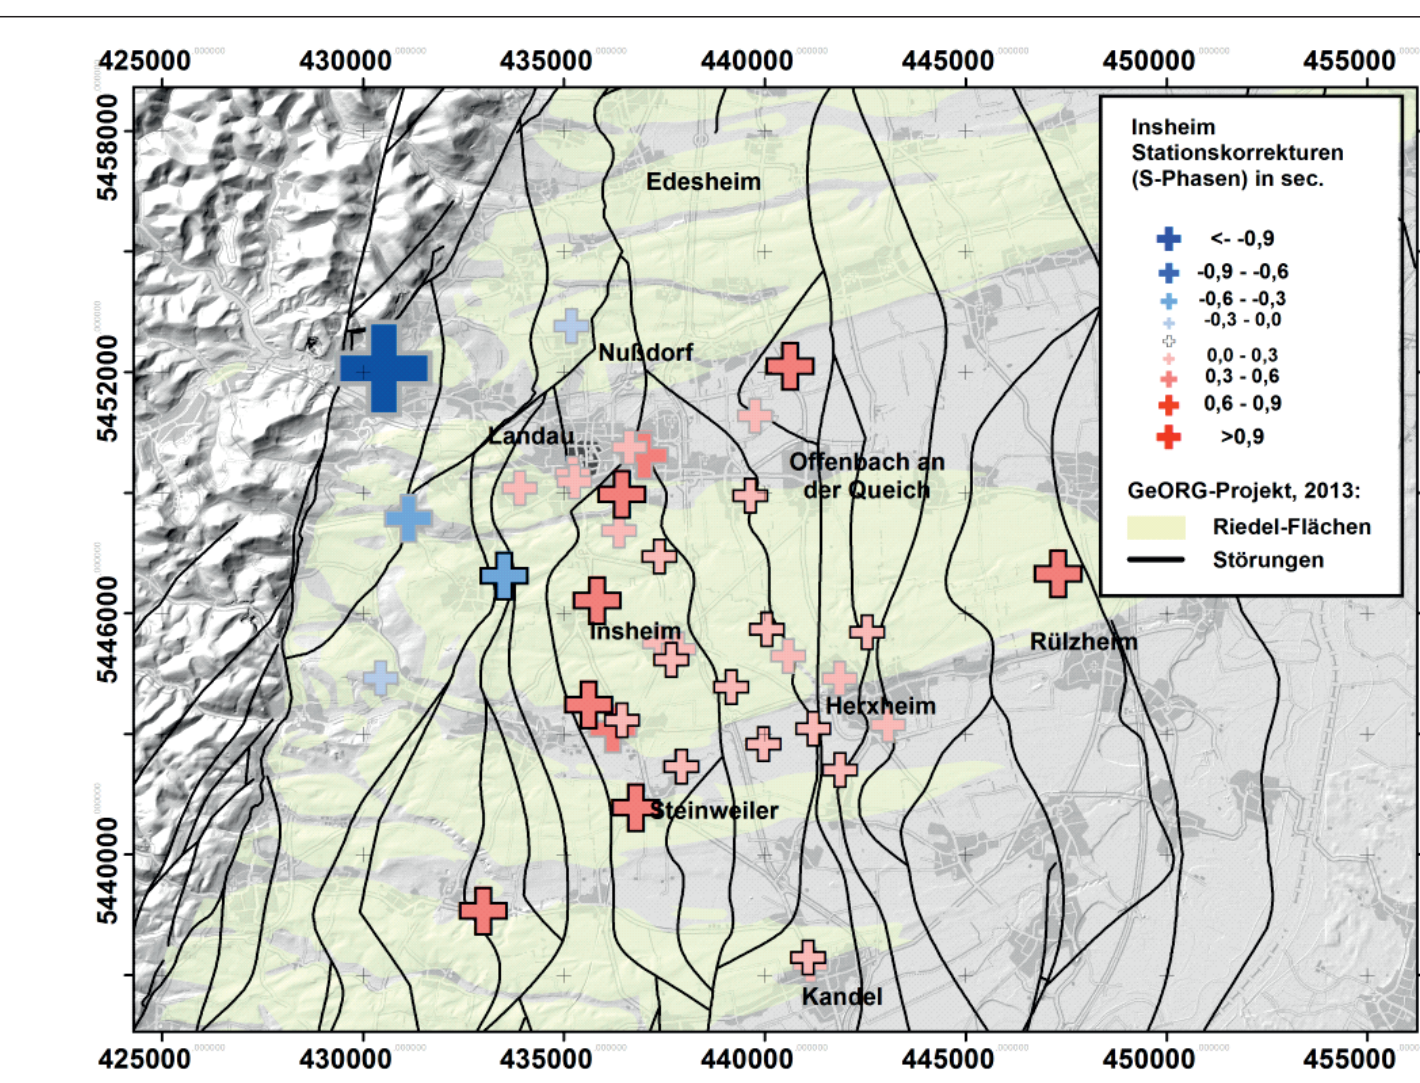 425000 430000 435000 440000 445000 450000 455000
5458000
5452000
5446000
5440000
Edesheim
Nußdorf
Landau
Offenbach an
der Queich
Insheim
Rülzheim
Herxheim
Steinweiler
Kandel
Insheim
Stationskorrekturen
(S-Phasen) in sec.
<- -0,9
-0,9 - -0,6
-0,6 - -0,3
-0,3 - 0,0
0,0 - 0,3
0,3 - 0,6
0,6 - 0,9
>0,9
GeORG-Projekt, 2013:
Riedel-Flächen
Störungen
425000 430000 435000 440000 445000 450000 455000